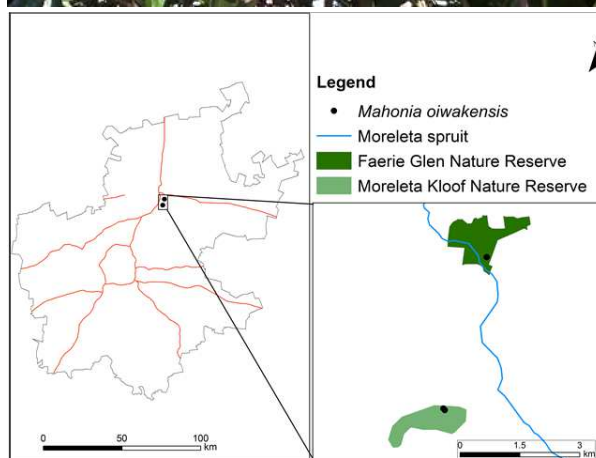 Legend
Mahonia oiwakensis
Moreleta spruit
Faerie Glen Nature Reserve
Moreleta Kloof Nature Reserve
0 50 100
km
0 1.5 3
km